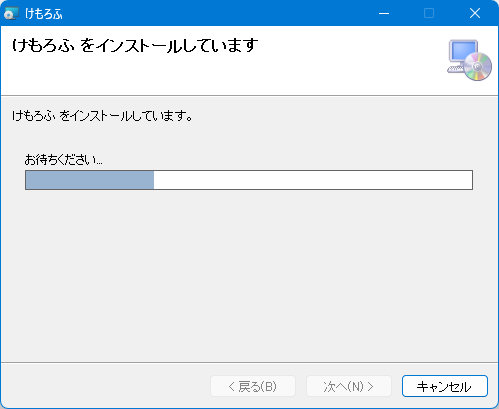 けもろふ
けもろふ をインストールしています
けもろふ をインストールしています。
お待ちください...
< 戻る(B)
次へ(N) >
キャンセル